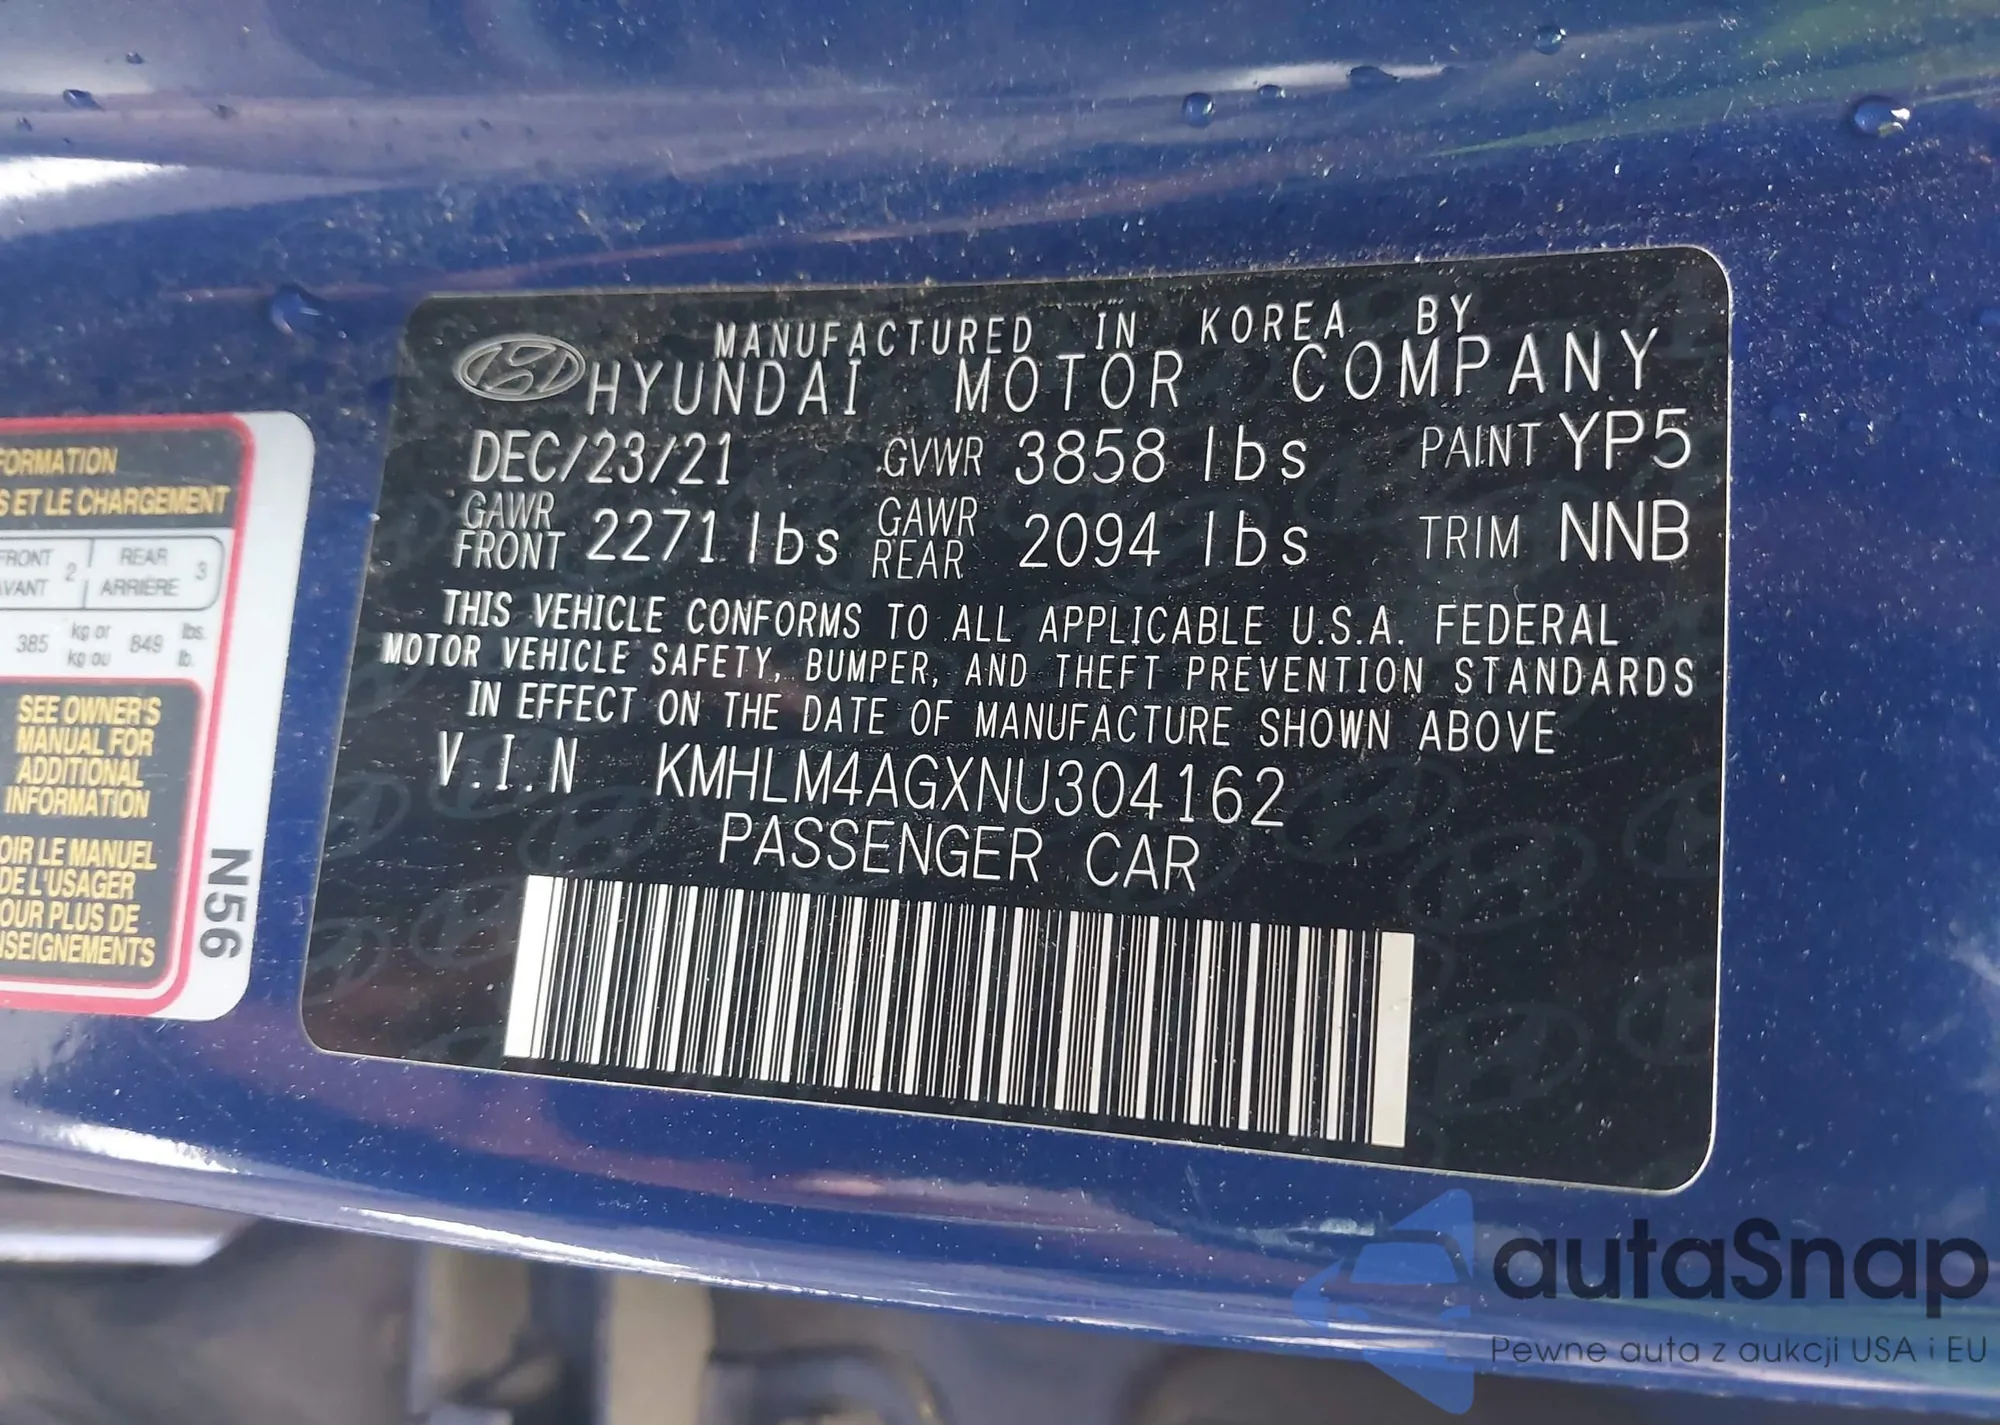 MANUFACTURED IN KOREA BY
HYUNDAI MOTOR COMPANY
DEC/23/21 GVWR 3858 lbs PAINT YP5
GAWR FRONT 2271 lbs GAWR REAR 2094 lbs TRIM NNB
THIS VEHICLE CONFORMS TO ALL APPLICABLE U.S.A. FEDERAL
MOTOR VEHICLE SAFETY, BUMPER, AND THEFT PREVENTION STANDARDS
IN EFFECT ON THE DATE OF MANUFACTURE SHOWN ABOVE
V.I.N KMHLM4AGXNU304162
PASSENGER CAR
FORMATION
S ET LE CHARGEMENT
FRONT 2 REAR 3
VANT ARRIÈRE
385 kg or 849 lbs.
kg ou lb.
SEE OWNER'S
MANUAL FOR
ADDITIONAL
INFORMATION
OIR LE MANUEL
DE L'USAGER
OUR PLUS DE
NSEIGNEMENTS
N56
autaSnap
Pewne auta z aukcji USA i EU